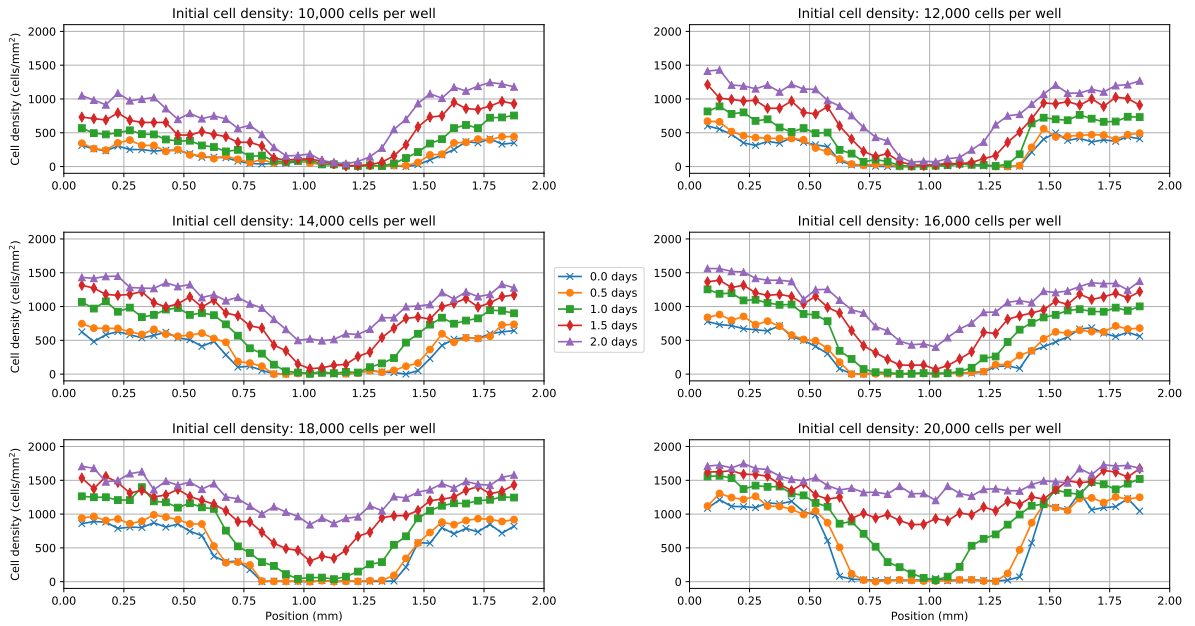 Initial cell density: 10,000 cells per well
Cell density (cells/mm²)
2000
1500
1000
500
0
0.00 0.25 0.50 0.75 1.00 1.25 1.50 1.75 2.00
Initial cell density: 12,000 cells per well
2000
1500
1000
500
0
0.00 0.25 0.50 0.75 1.00 1.25 1.50 1.75 2.00
Initial cell density: 14,000 cells per well
Cell density (cells/mm²)
2000
1500
1000
500
0
0.00 0.25 0.50 0.75 1.00 1.25 1.50 1.75 2.00
0.0 days
0.5 days
1.0 days
1.5 days
2.0 days
Initial cell density: 16,000 cells per well
2000
1500
1000
500
0
0.00 0.25 0.50 0.75 1.00 1.25 1.50 1.75 2.00
Initial cell density: 18,000 cells per well
Cell density (cells/mm²)
2000
1500
1000
500
0
0.00 0.25 0.50 0.75 1.00 1.25 1.50 1.75 2.00
Position (mm)
Initial cell density: 20,000 cells per well
2000
1500
1000
500
0
0.00 0.25 0.50 0.75 1.00 1.25 1.50 1.75 2.00
Position (mm)